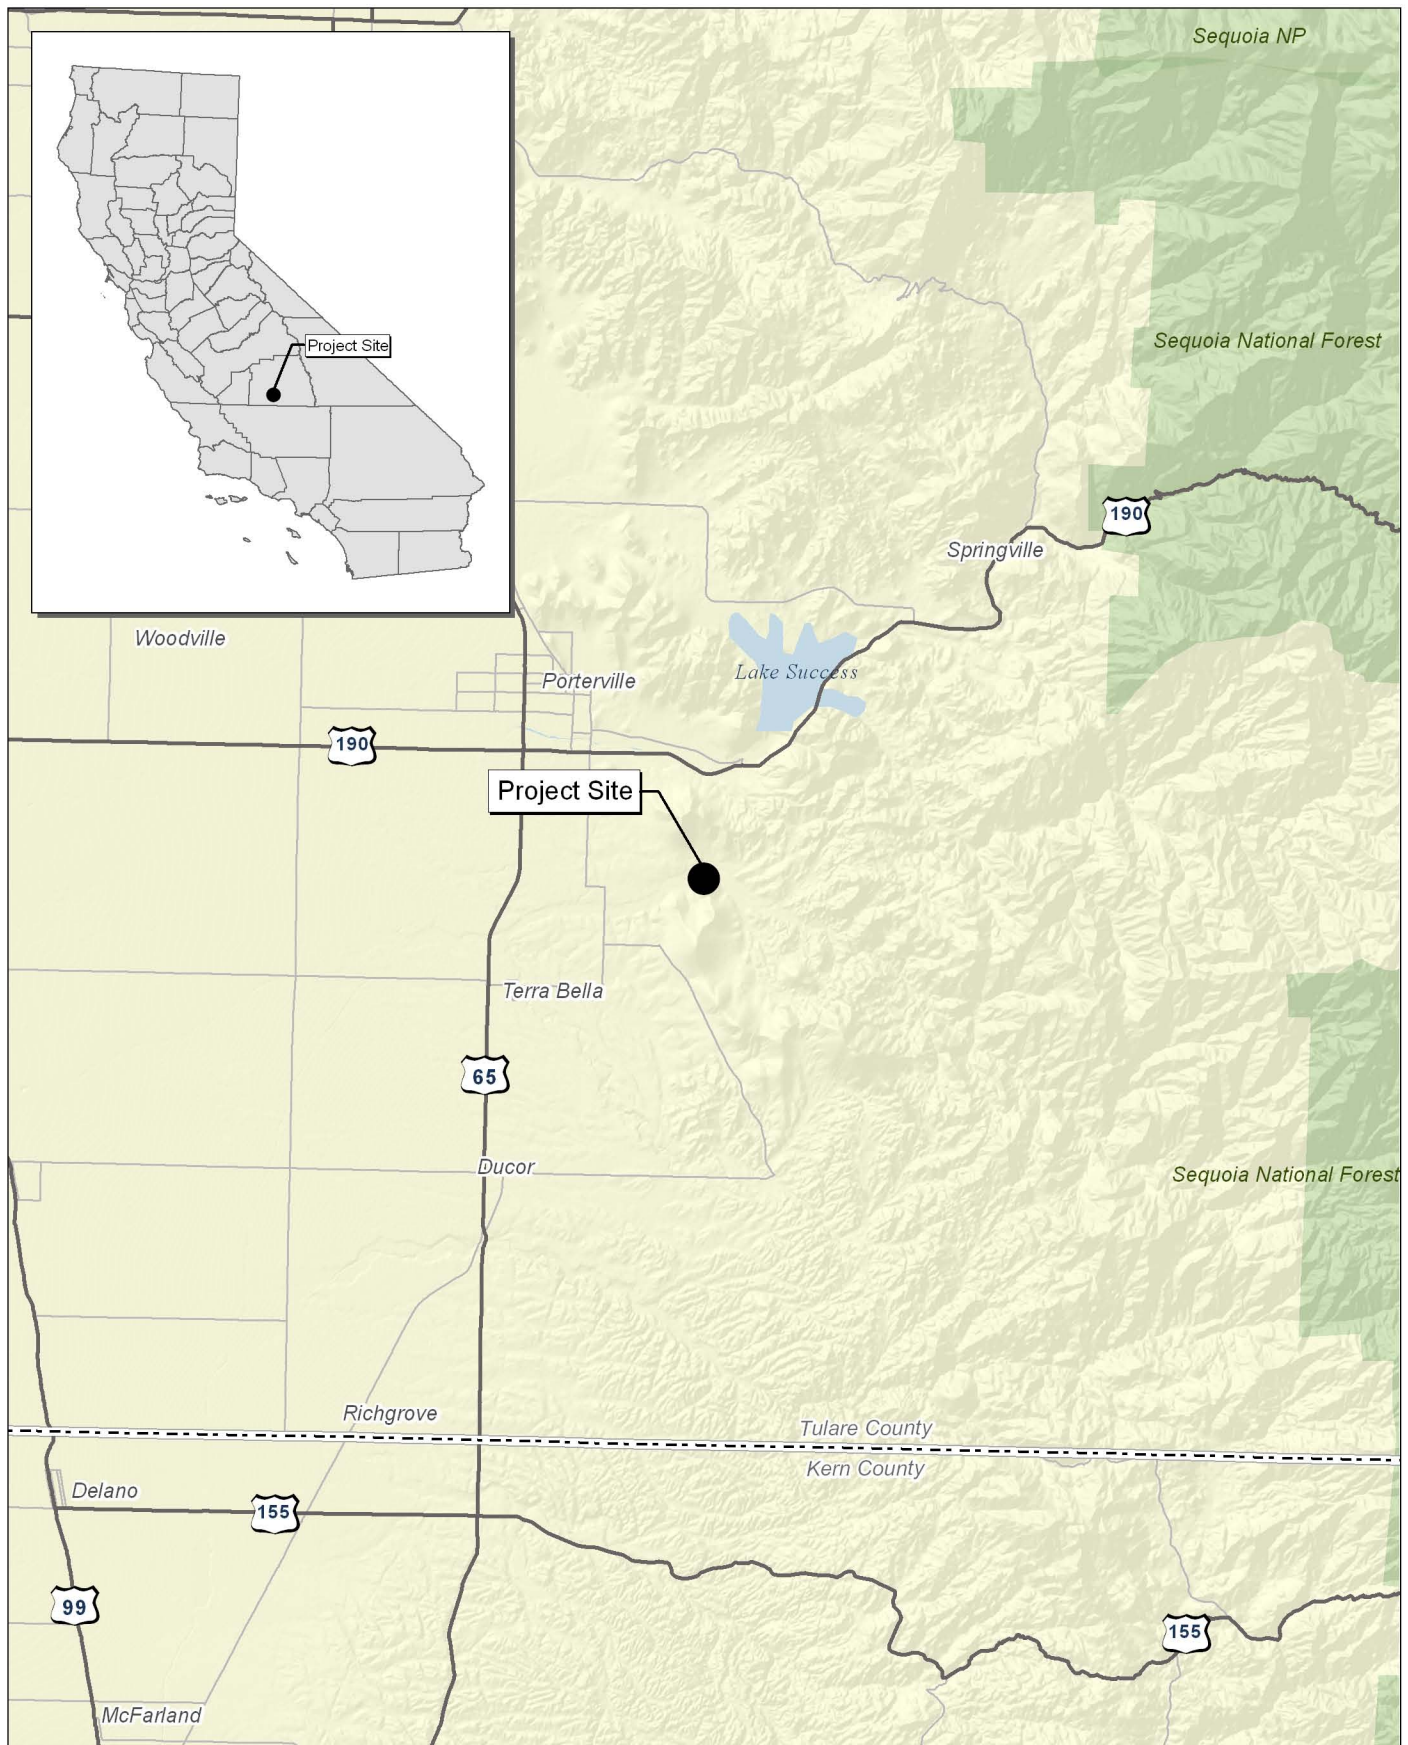 Sequoia NP
Project Site
Sequoia National Forest
190
Springville
Woodville
Lake Success
Porterville
190
Project Site
Terra Bella
65
Ducor
Sequoia National Forest
Richgrove
Tulare County
Kern County
Delano
155
99
155
McFarland